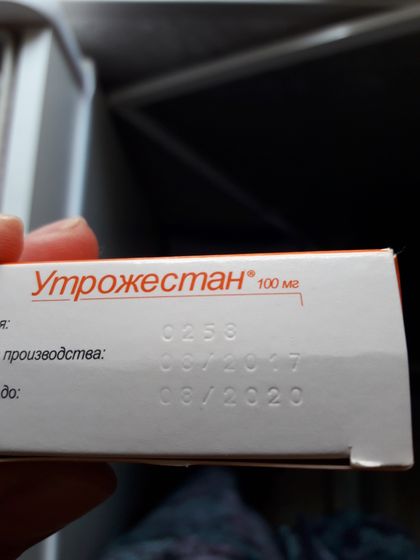 Утрожестан® 100 мг
я: 0258
производства: 08/2017
до: 08/2020